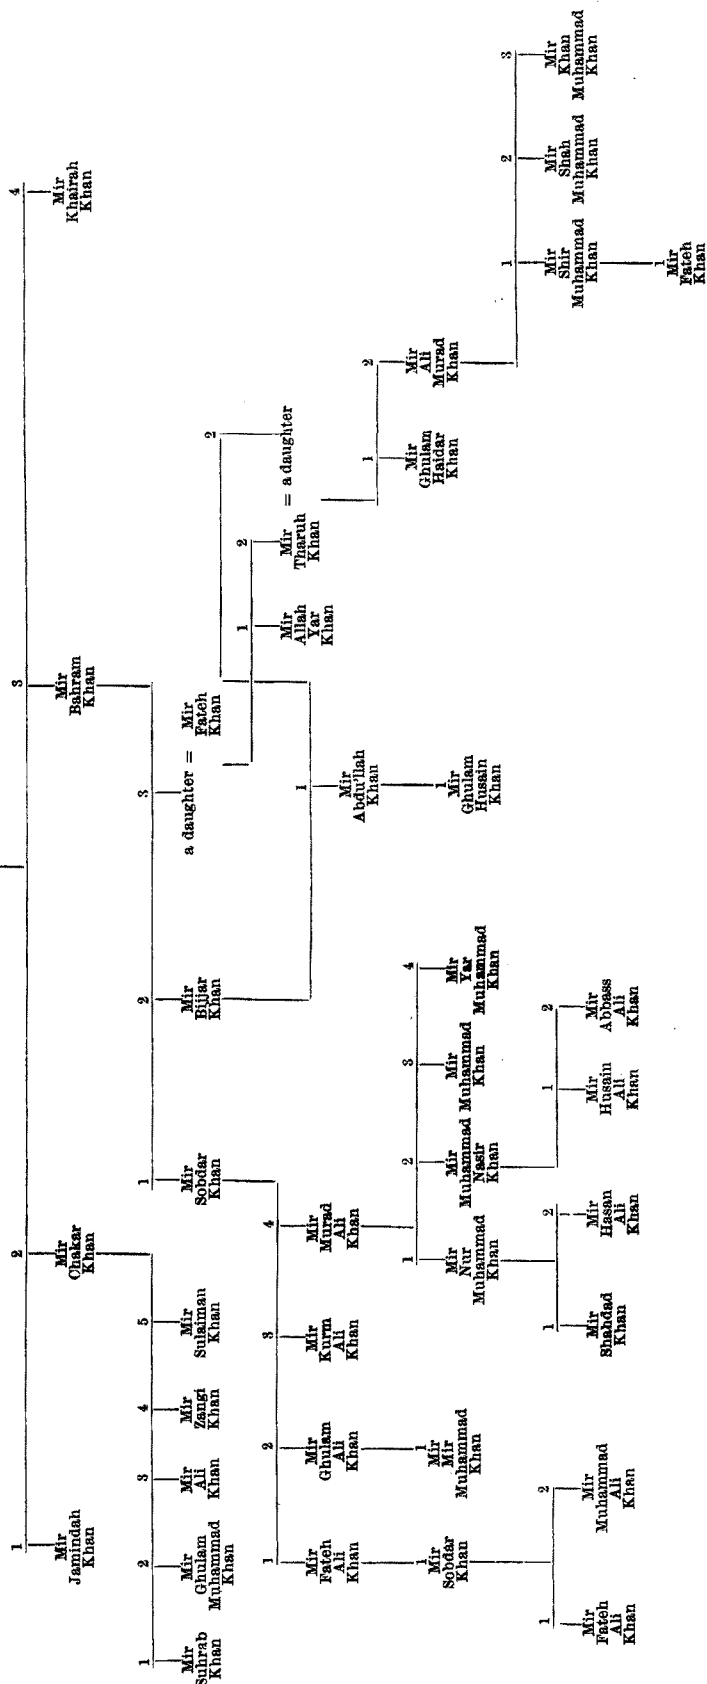 1
Mir
Jamindah
Khan
2
Mir
Chakar
Khan
3
Mir
Bahram
Khan
4
Mir
Khairah
Khan
1
Mir
Suhrab
Khan
2
Mir
Ghulam
Muhammad
Khan
3
Mir
Ali
Khan
4
Mir
Zangi
Khan
5
Mir
Sulaiman
Khan
1
Mir
Sobdar
Khan
2
Mir
Bijjar
Khan
3
a daughter =
Mir
Fateh
Khan
2
= a daughter
1
Mir
Allah
Yar
Khan
2
Mir
Tharuh
Khan
1
Mir
Fateh
Ali
Khan
2
Mir
Ghulam
Ali
Khan
3
Mir
Kurm
Ali
Khan
4
Mir
Murad
Ali
Khan
1
Mir
Abdu'llah
Khan
1
Mir
Ghulam
Haidar
Khan
2
Mir
Ali
Murad
Khan
1
Mir
Sobdar
Khan
1
Mir
Mir
Muhammad
Khan
1
Mir
Nur
Muhammad
Khan
2
Mir
Muhammad
Nasir
Khan
3
Mir
Muhammad
Khan
4
Mir
Yar
Muhammad
Khan
1
Mir
Ghulam
Husain
Khan
1
Mir
Shir
Muhammad
Khan
2
Mir
Shah
Muhammad
Khan
3
Mir
Khan
Muhammad
Khan
1
Mir
Fateh
Ali
Khan
2
Mir
Muhammad
Ali
Khan
1
Mir
Shahdad
Khan
2
Mir
Hasan
Ali
Khan
1
Mir
Husain
Ali
Khan
2
Mir
Abbass
Ali
Khan
1
Mir
Fateh
Khan